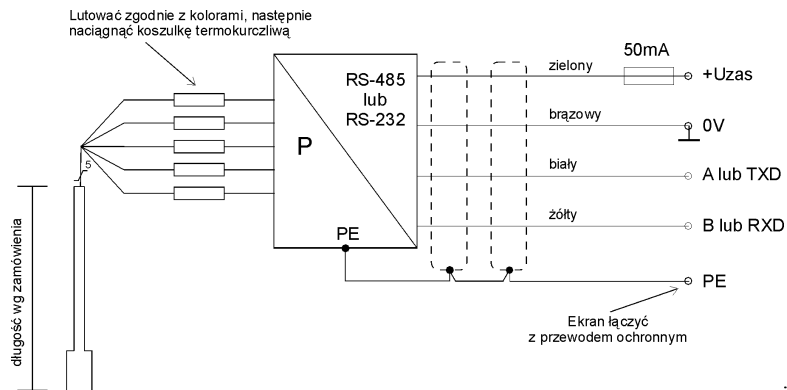 Lutować zgodnie z kolorami, następnie
naciągnąć koszulkę termokurczliwą
50mA
zielony
+Uzas
RS-485
lub
RS-232
brązowy
0V
P
5
biały
A lub TXD
żółty
B lub RXD
PE
PE
Ekran łączyć
z przewodem ochronnym
długość wg zamówienia